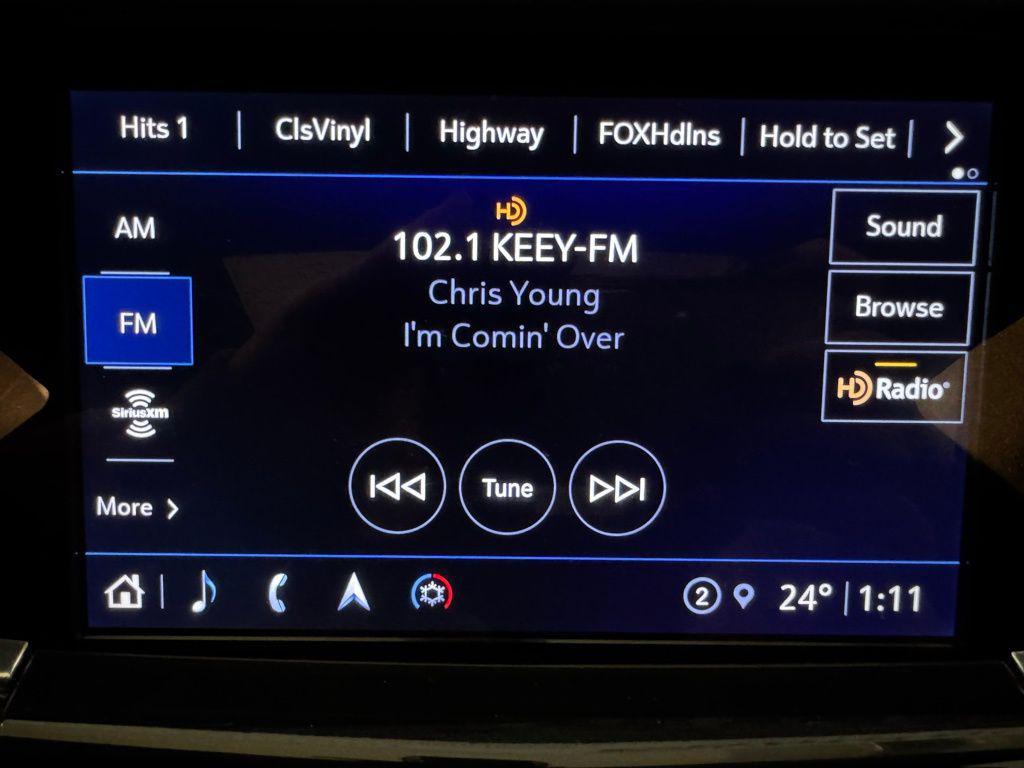 Hits 1 | ClsVinyl | Highway | FOXHdlns | Hold to Set |
AM
HD
102.1 KEEY-FM
Sound
Chris Young
Browse
FM
I'm Comin' Over
HD Radio®
SiriusXM
Tune
More
2 24° | 1:11